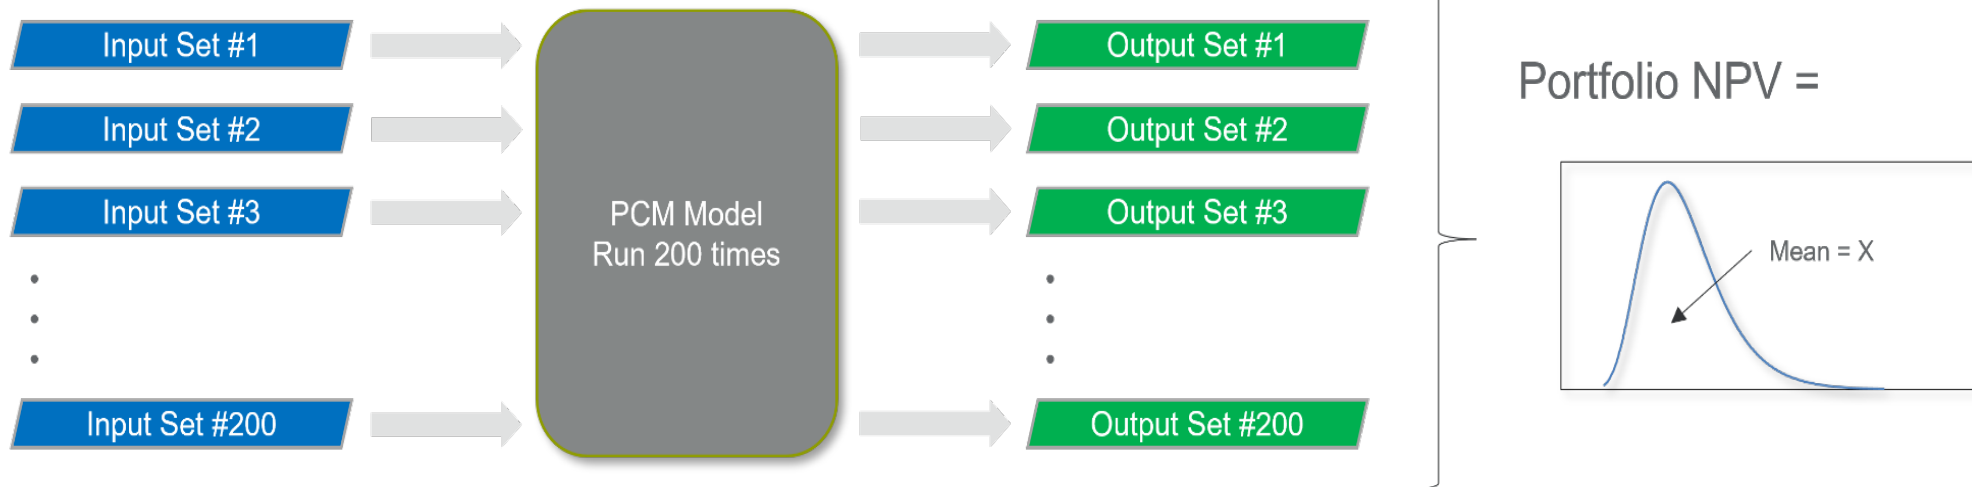 Input Set #1
Output Set #1
Portfolio NPV =
Input Set #2
Output Set #2
Input Set #3
PCM Model
Run 200 times
Output Set #3
Mean = X
Input Set #200
Output Set #200